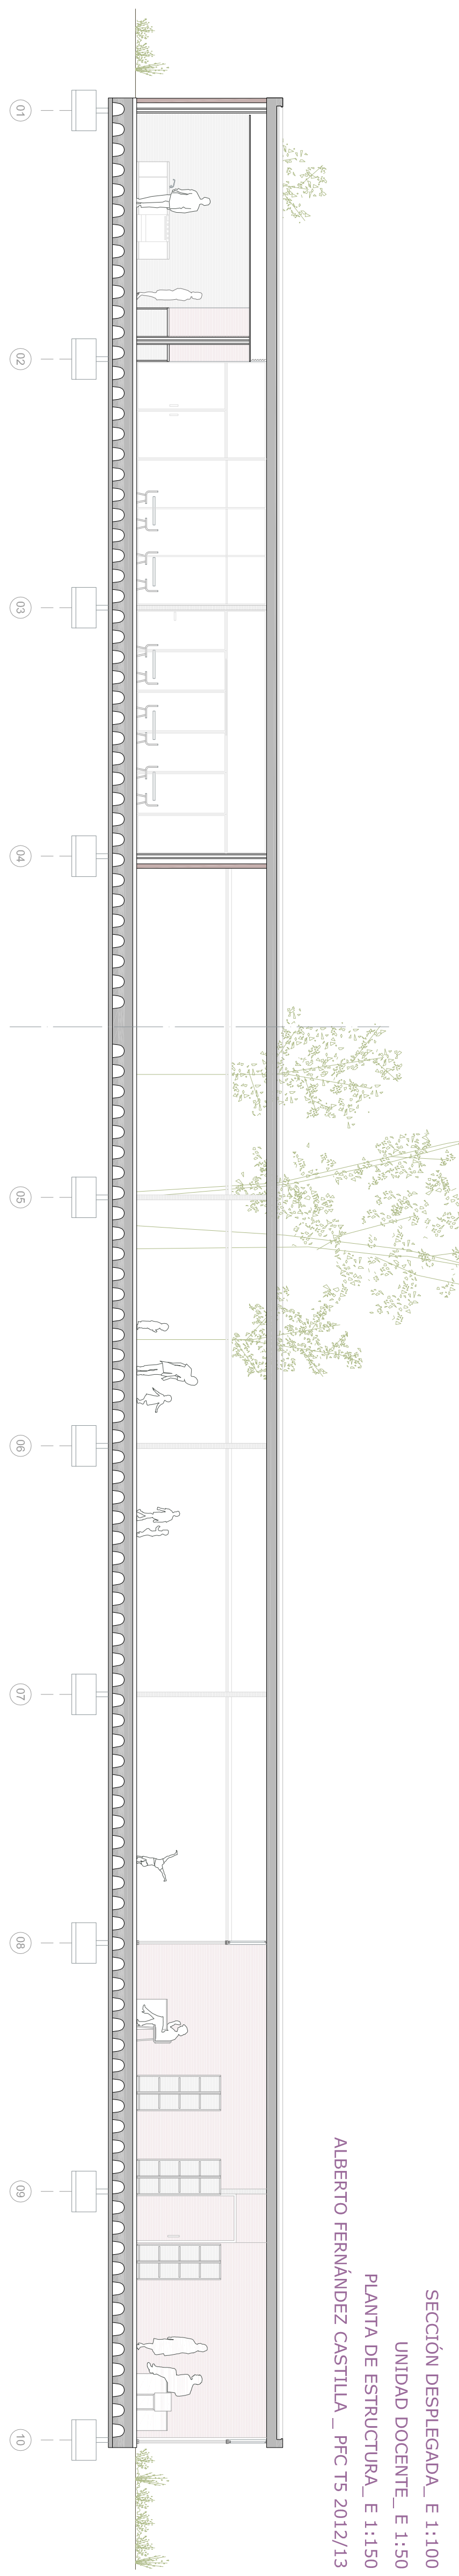 SECCIÓN DESPLEGADA_ E 1:100
UNIDAD DOCENTE_ E 1:50
PLANTA DE ESTRUCTURA_ E 1:150
ALBERTO FERNÁNDEZ CASTILLA _ PFC T5 2012/13
01
02
03
04
05
06
07
08
09
10